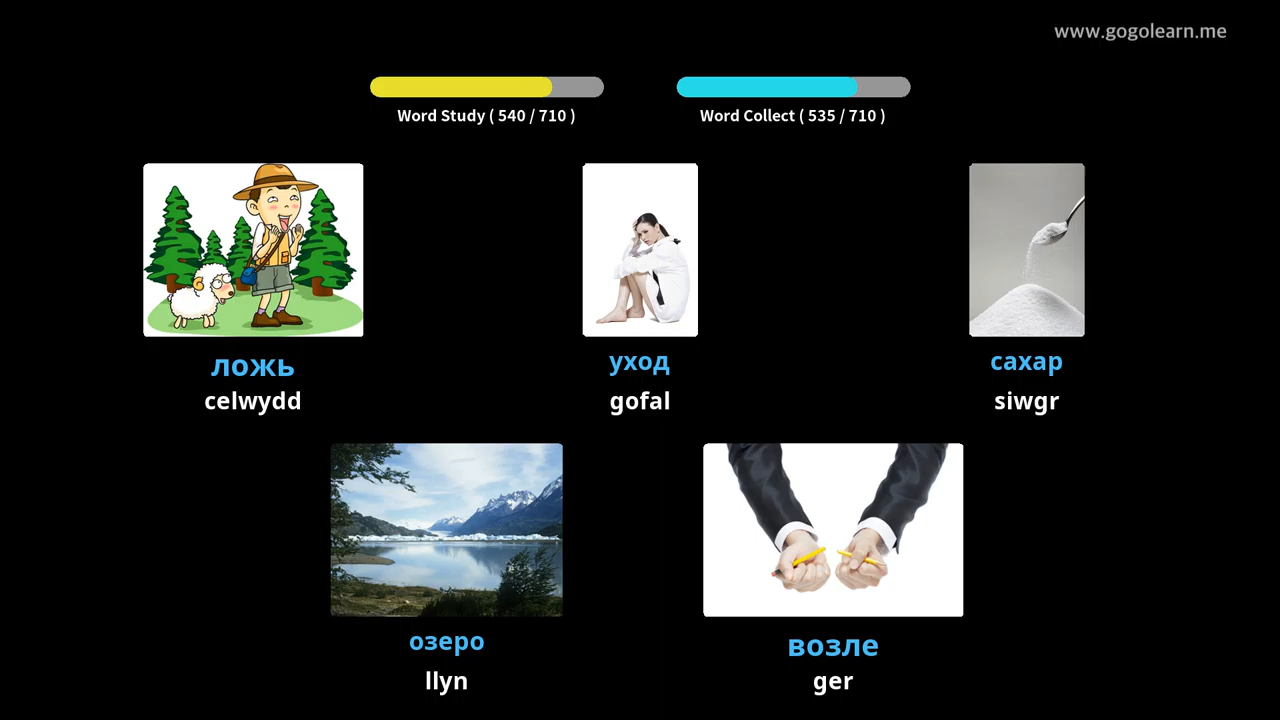 www.gogolearn.me
Word Study ( 540 / 710 )
Word Collect ( 535 / 710 )
ложь
celwydd
уход
gofal
сахар
siwgr
озеро
llyn
возле
ger